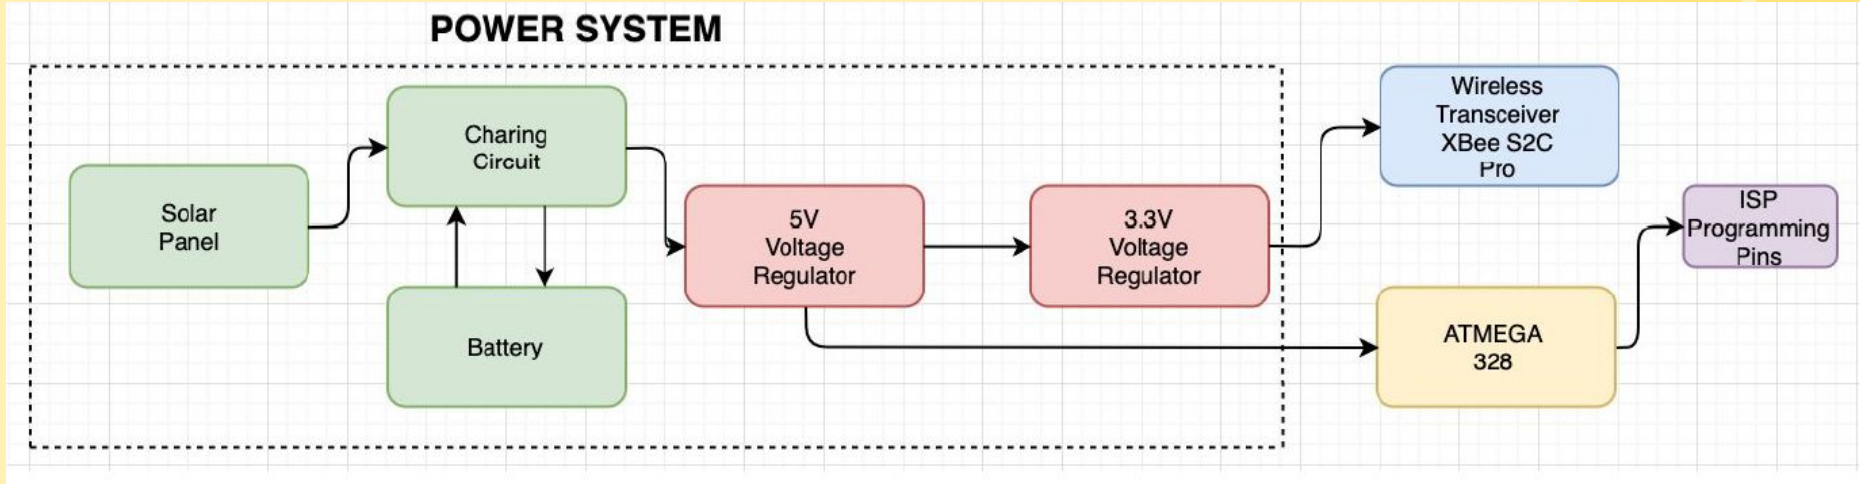 POWER SYSTEM
Charing
Circuit
Solar
Panel
Battery
5V
Voltage
Regulator
3.3V
Voltage
Regulator
Wireless
Transceiver
XBee S2C
Pro
ATMEGA
328
ISP
Programming
Pins